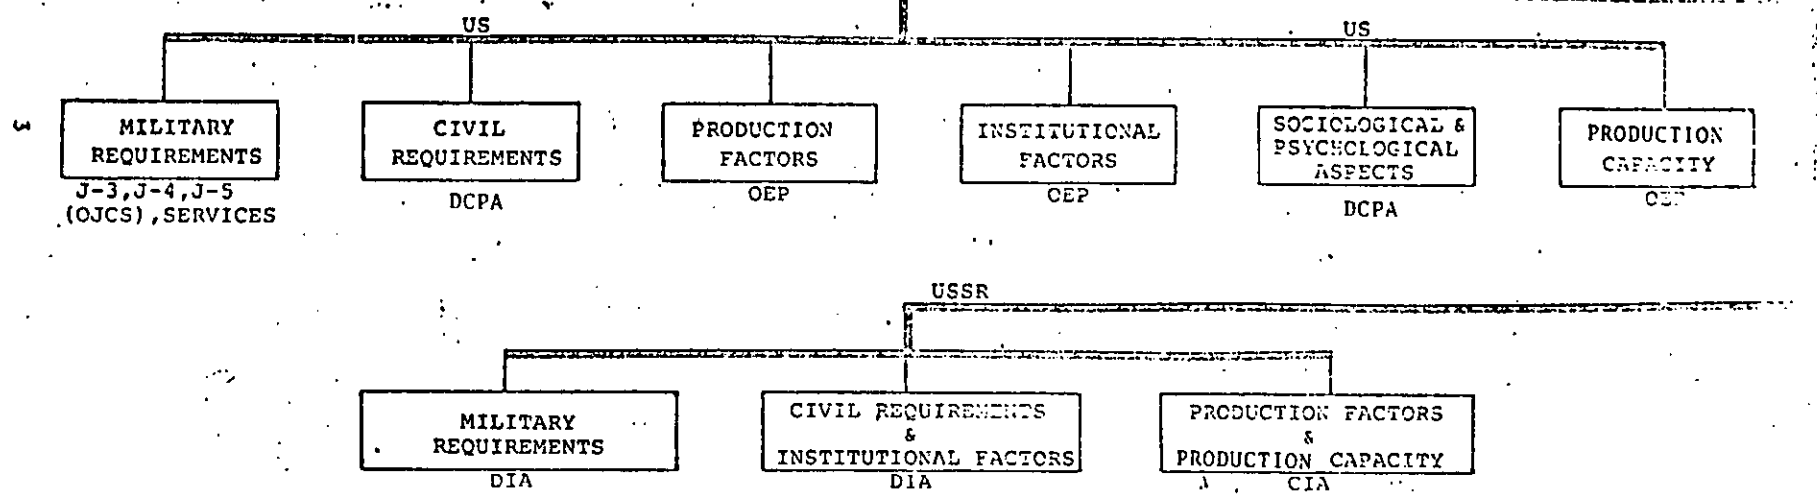 US US
3
MILITARY
REQUIREMENTS
J-3,J-4,J-5
(OJCS),SERVICES
CIVIL
REQUIREMENTS
DCPA
PRODUCTION
FACTORS
OEP
INSTITUTIONAL
FACTORS
OEP
SOCIOLOGICAL &
PSYCHOLOGICAL
ASPECTS
DCPA
PRODUCTION
CAPACITY
OEP
USSR
MILITARY
REQUIREMENTS
DIA
CIVIL REQUIREMENTS
&
INSTITUTIONAL FACTORS
DIA
PRODUCTION FACTORS
&
PRODUCTION CAPACITY
CIA